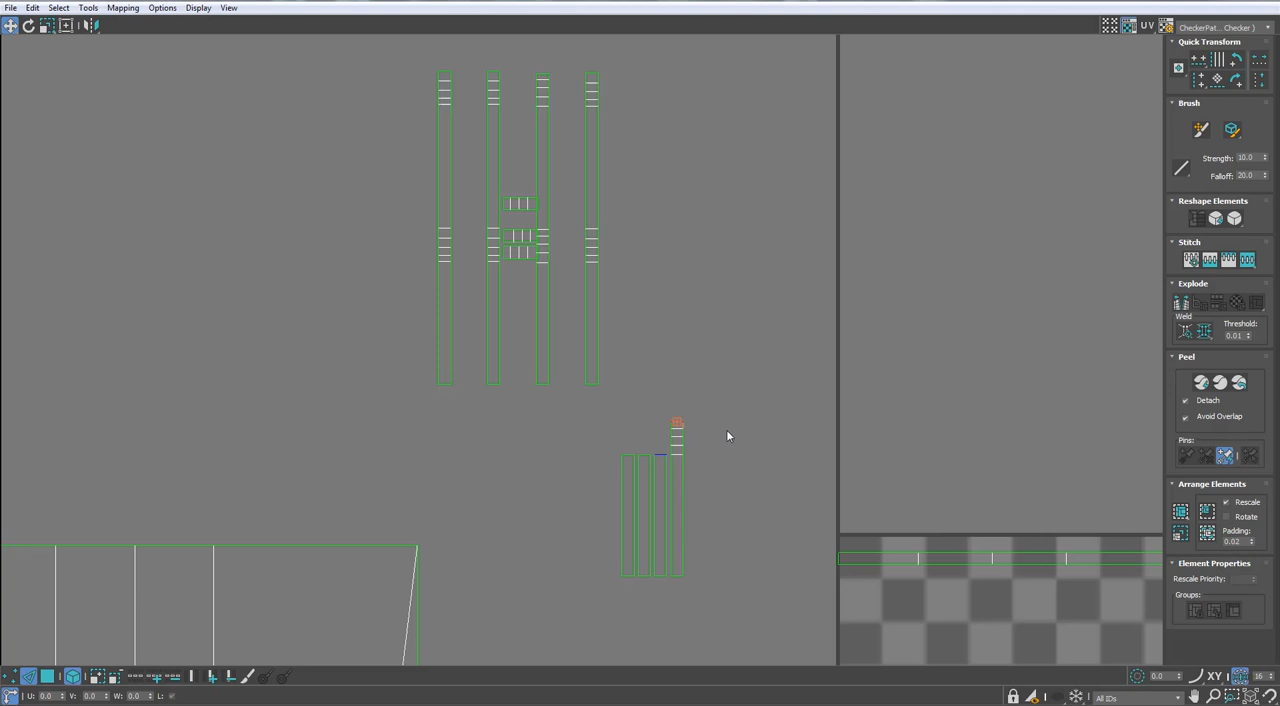 File Edit Select Tools Mapping Options Display View
UV CheckerPat... Checker )
Quick Transform
Brush
Strength: 10.0
Falloff: 20.0
Reshape Elements
Stitch
Explode
Weld
Threshold:
0.01
Peel
Detach
Avoid Overlap
Pins:
Arrange Elements
Rescale
Rotate
Padding:
0.02
Element Properties
Rescale Priority:
Groups:
0.0 XY 16
U: 0.0 V: 0.0 W: 0.0 L: All IDs